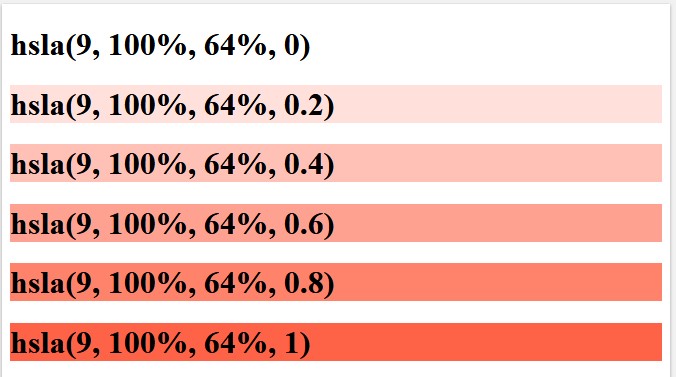 hsla(9, 100%, 64%, 0)
hsla(9, 100%, 64%, 0.2)
hsla(9, 100%, 64%, 0.4)
hsla(9, 100%, 64%, 0.6)
hsla(9, 100%, 64%, 0.8)
hsla(9, 100%, 64%, 1)